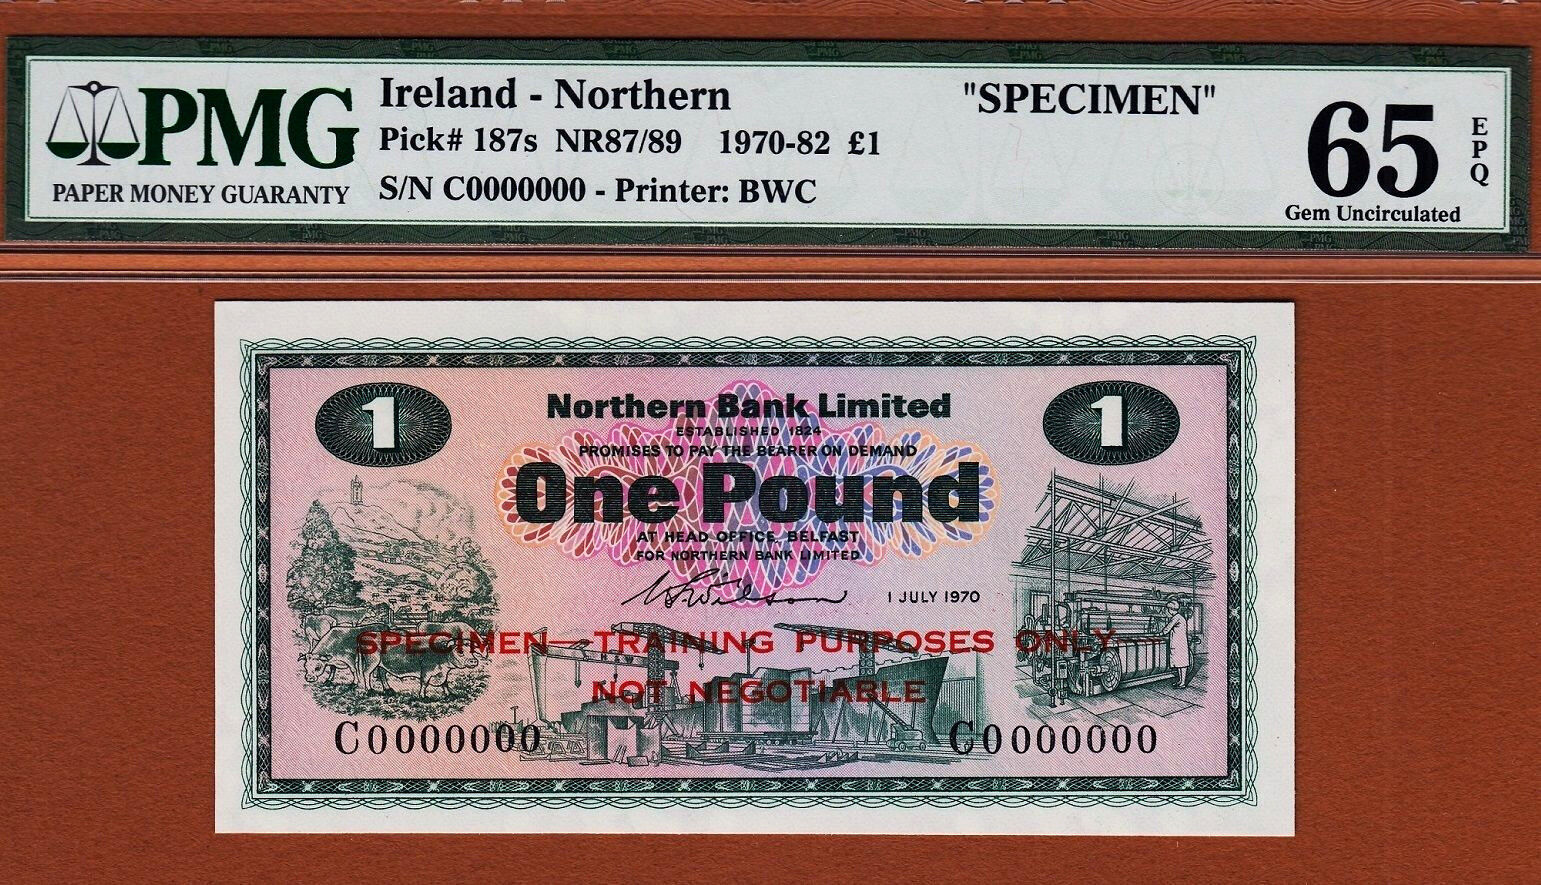 PMG
PAPER MONEY GUARANTY
Ireland - Northern
"SPECIMEN"
Pick# 187s NR87/89 1970-82 £1
S/N C0000000 - Printer: BWC
65
EPQ
Gem Uncirculated
1
1
Northern Bank Limited
ESTABLISHED 1824
PROMISES TO PAY THE BEARER ON DEMAND
One Pound
AT HEAD OFFICE, BELFAST
FOR NORTHERN BANK LIMITED
1 JULY 1970
SPECIMEN—TRAINING PURPOSES ONLY
NOT NEGOTIABLE
C0000000
C0000000